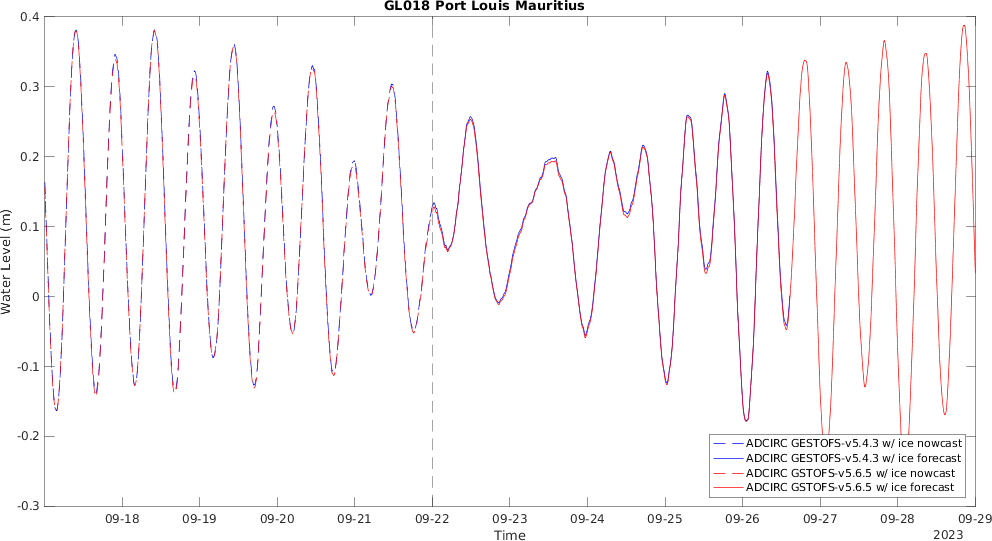 GL018 Port Louis Mauritius
Water Level (m)
0.4
0.3
0.2
0.1
0
-0.1
-0.2
-0.3
ADCIRC GESTOFS-v5.4.3 w/ ice nowcast
ADCIRC GESTOFS-v5.4.3 w/ ice forecast
ADCIRC GSTOFS-v5.6.5 w/ ice nowcast
ADCIRC GSTOFS-v5.6.5 w/ ice forecast
09-18 09-19 09-20 09-21 09-22 09-23 09-24 09-25 09-26 09-27 09-28 09-29
Time 2023